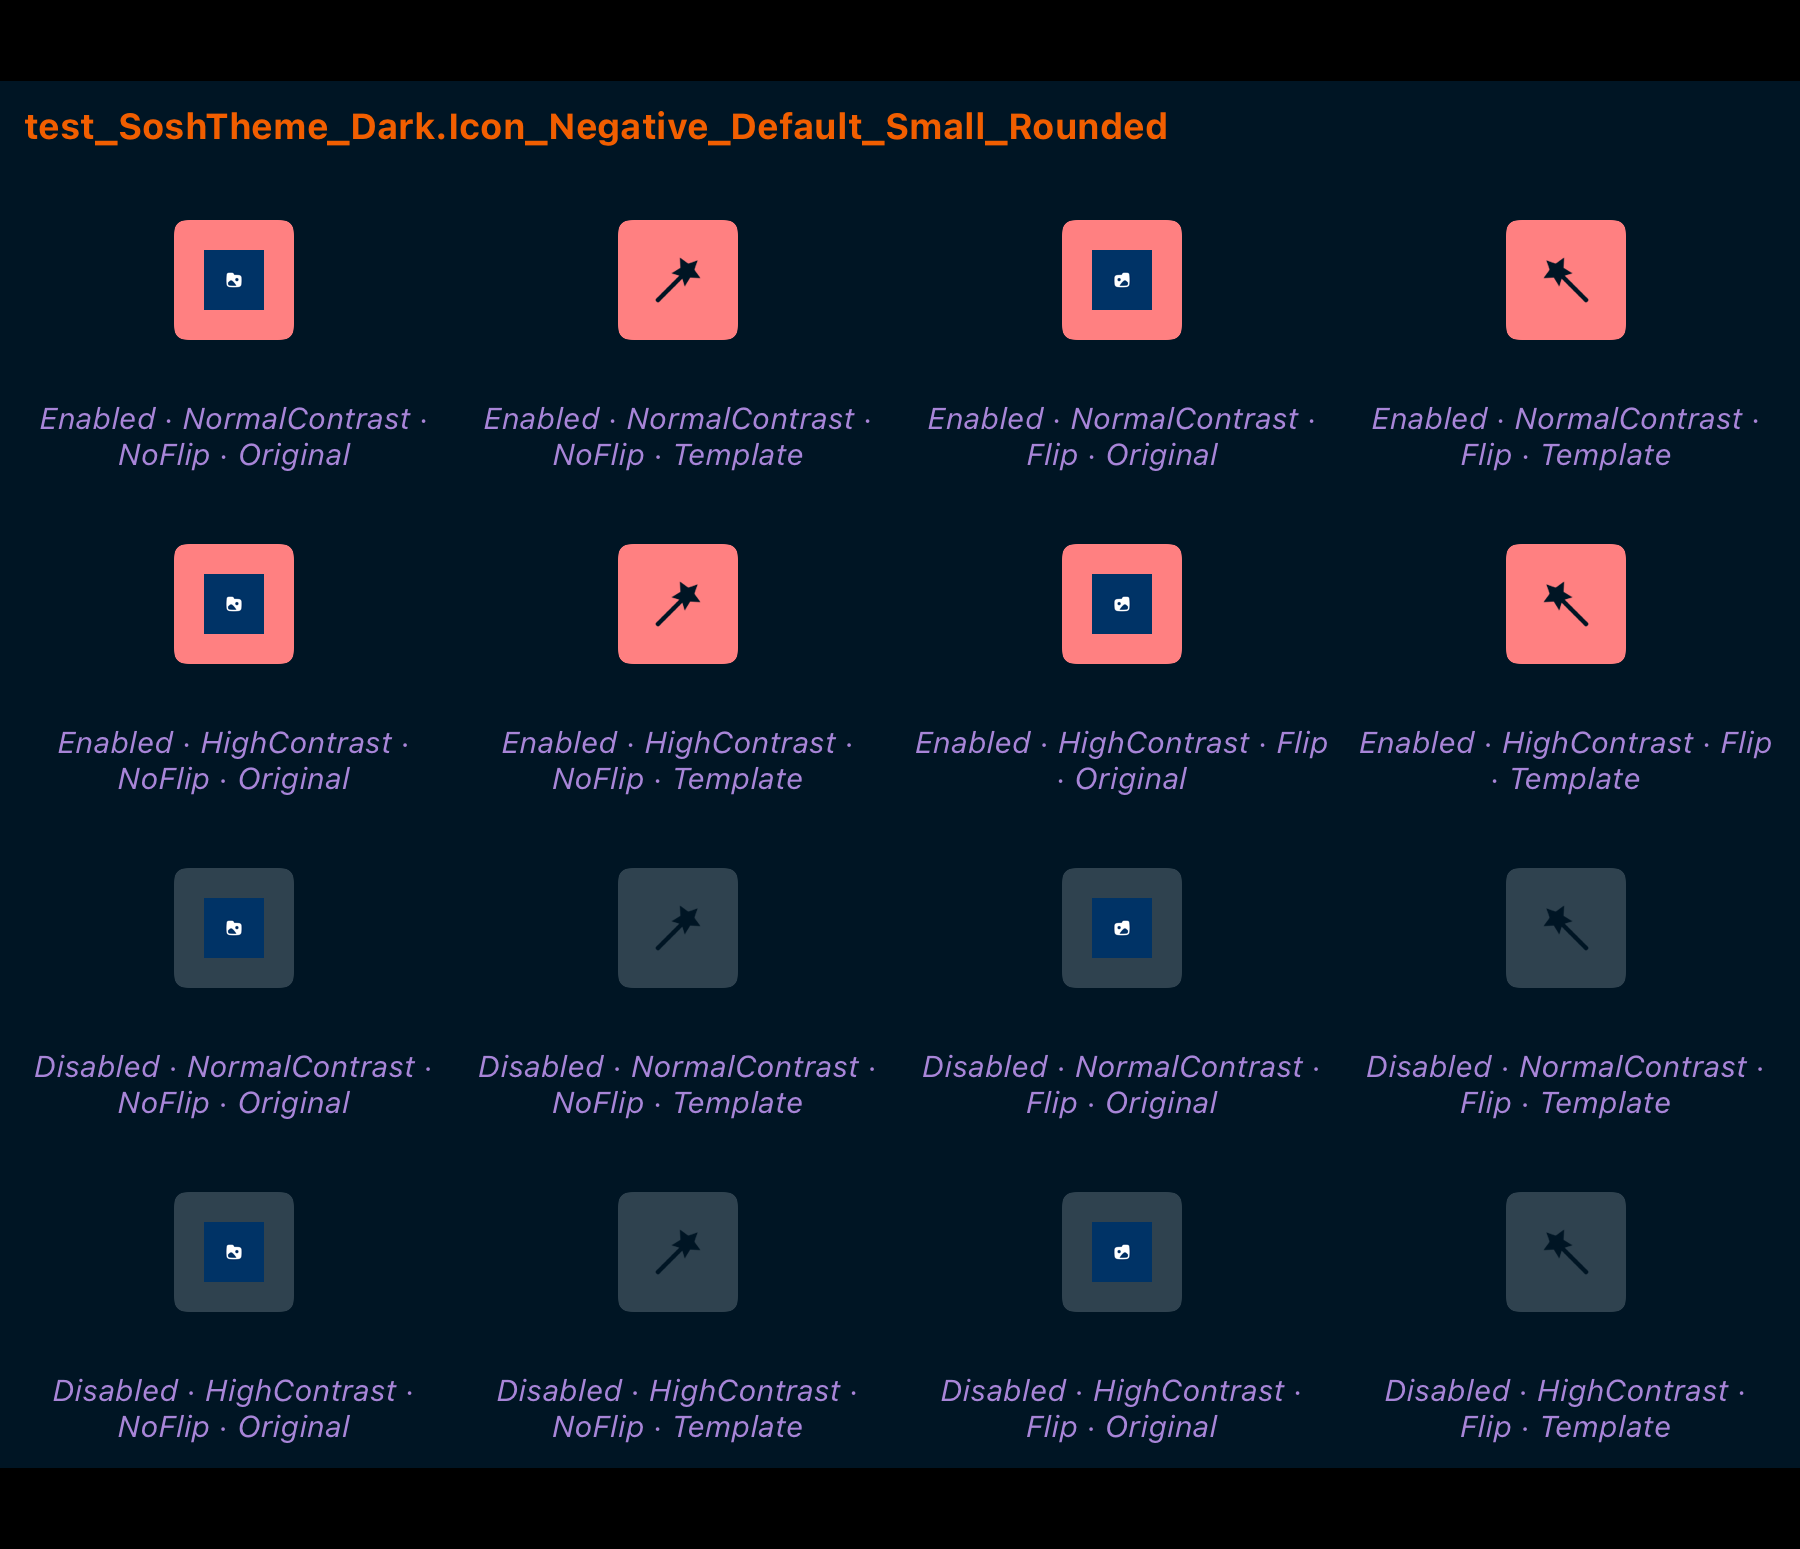 test_SoshTheme_Dark.Icon_Negative_Default_Small_Rounded
Enabled · NormalContrast ·
NoFlip · Original
Enabled · NormalContrast ·
NoFlip · Template
Enabled · NormalContrast ·
Flip · Original
Enabled · NormalContrast ·
Flip · Template
Enabled · HighContrast ·
NoFlip · Original
Enabled · HighContrast ·
NoFlip · Template
Enabled · HighContrast · Flip
· Original
Enabled · HighContrast · Flip
· Template
Disabled · NormalContrast ·
NoFlip · Original
Disabled · NormalContrast ·
NoFlip · Template
Disabled · NormalContrast ·
Flip · Original
Disabled · NormalContrast ·
Flip · Template
Disabled · HighContrast ·
NoFlip · Original
Disabled · HighContrast ·
NoFlip · Template
Disabled · HighContrast ·
Flip · Original
Disabled · HighContrast ·
Flip · Template